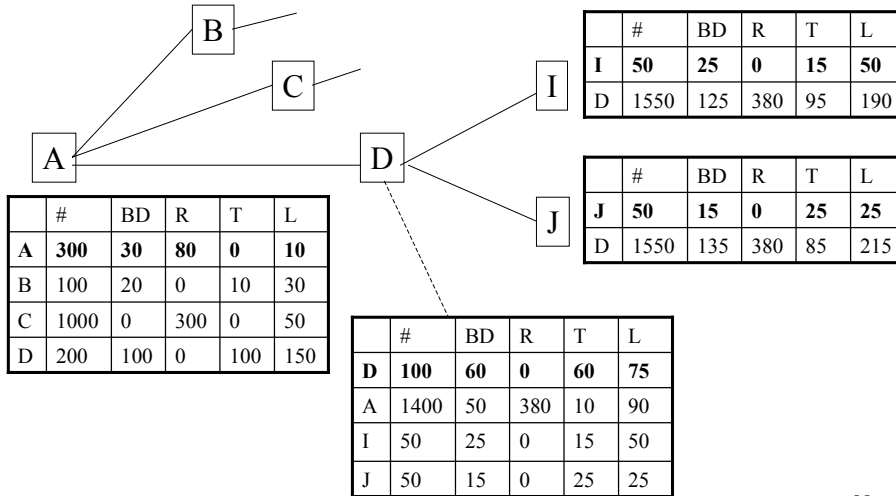 B
C
A
D
I
J
# BD R T L
I 50 25 0 15 50
D 1550 125 380 95 190
# BD R T L
J 50 15 0 25 25
D 1550 135 380 85 215
# BD R T L
A 300 30 80 0 10
B 100 20 0 10 30
C 1000 0 300 0 50
D 200 100 0 100 150
# BD R T L
D 100 60 0 60 75
A 1400 50 380 10 90
I 50 25 0 15 50
J 50 15 0 25 25